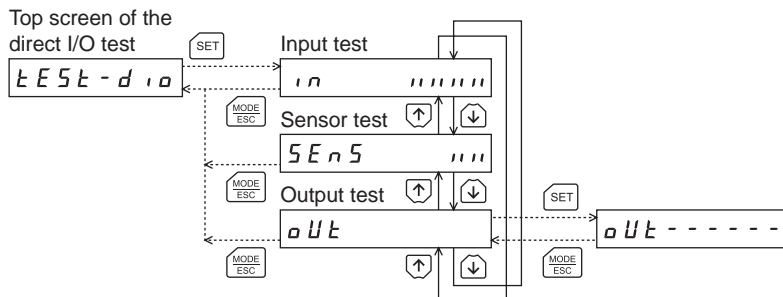 Top screen of the
direct I/O test
SET
Input test
tESt-dio
in
MODE
ESC
Sensor test
SEnS
MODE
ESC
Output test
SET
oUt
oUt------
MODE
ESC
MODE
ESC